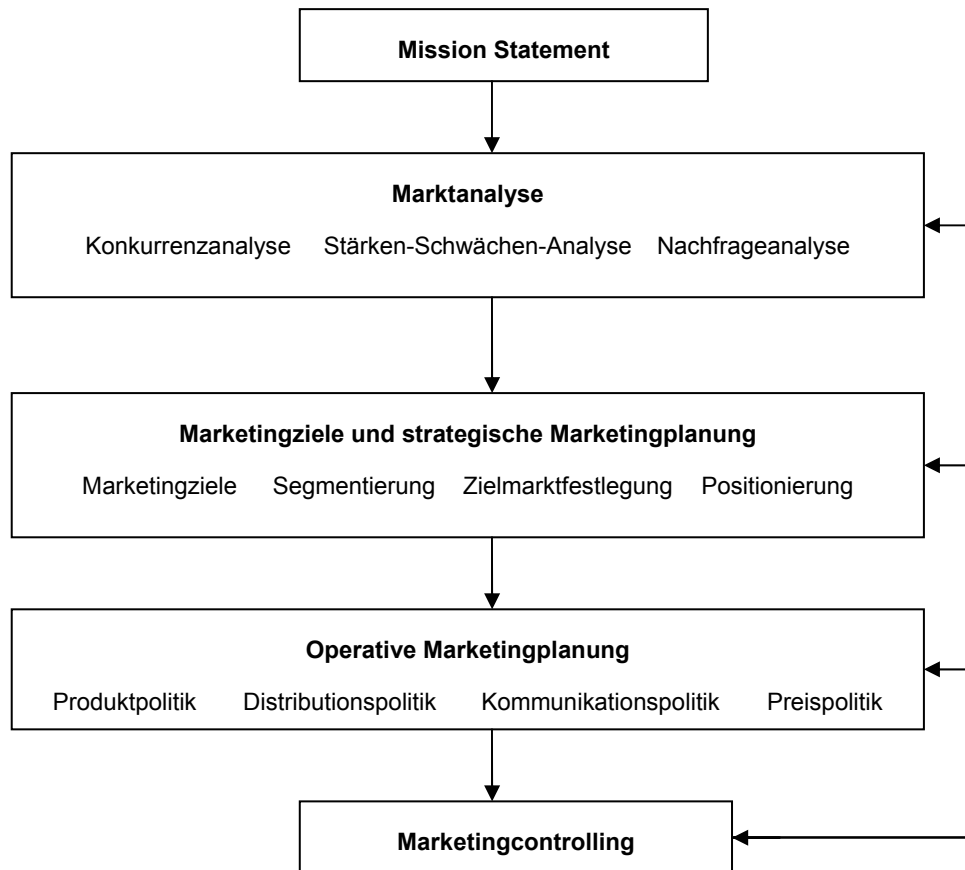 Mission Statement
Marktanalyse
Konkurrenzanalyse Stärken-Schwächen-Analyse Nachfrageanalyse
Marketingziele und strategische Marketingplanung
Marketingziele Segmentierung Zielmarktfestlegung Positionierung
Operative Marketingplanung
Produktpolitik Distributionspolitik Kommunikationspolitik Preispolitik
Marketingcontrolling